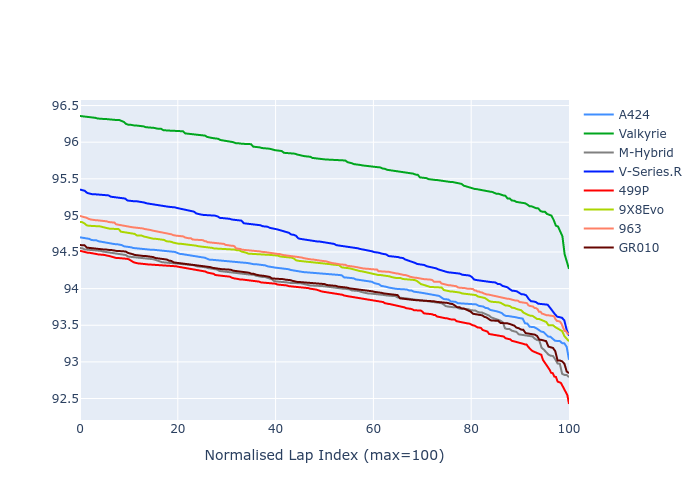 96.5
96
95.5
95
94.5
94
93.5
93
92.5
0
20
40
60
80
100
Normalised Lap Index (max=100)
A424
Valkyrie
M-Hybrid
V-Series.R
499P
9X8Evo
963
GR010